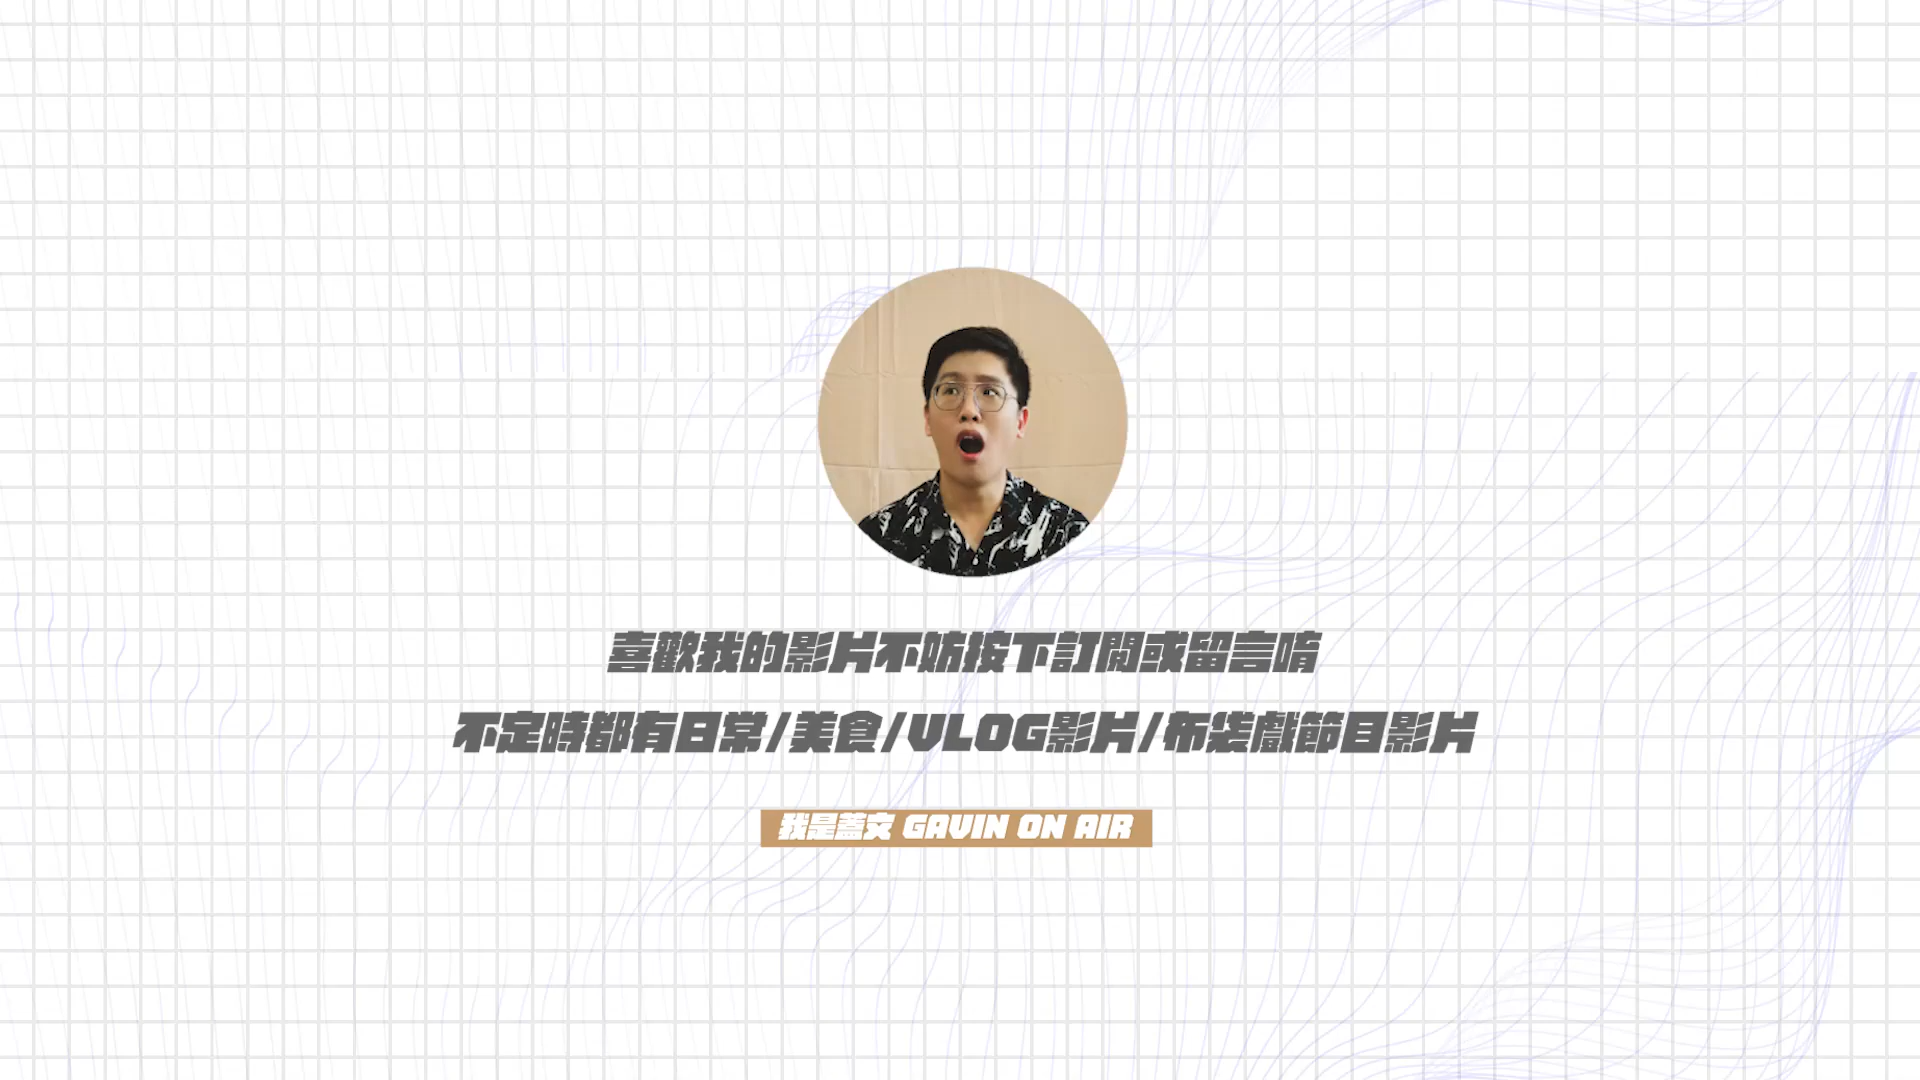 喜歡我的影片不妨按下訂閱或留言唷
不定時都有日常/美食/VLOG影片/布袋戲節目影片
我是蓋文 GAVIN ON AIR